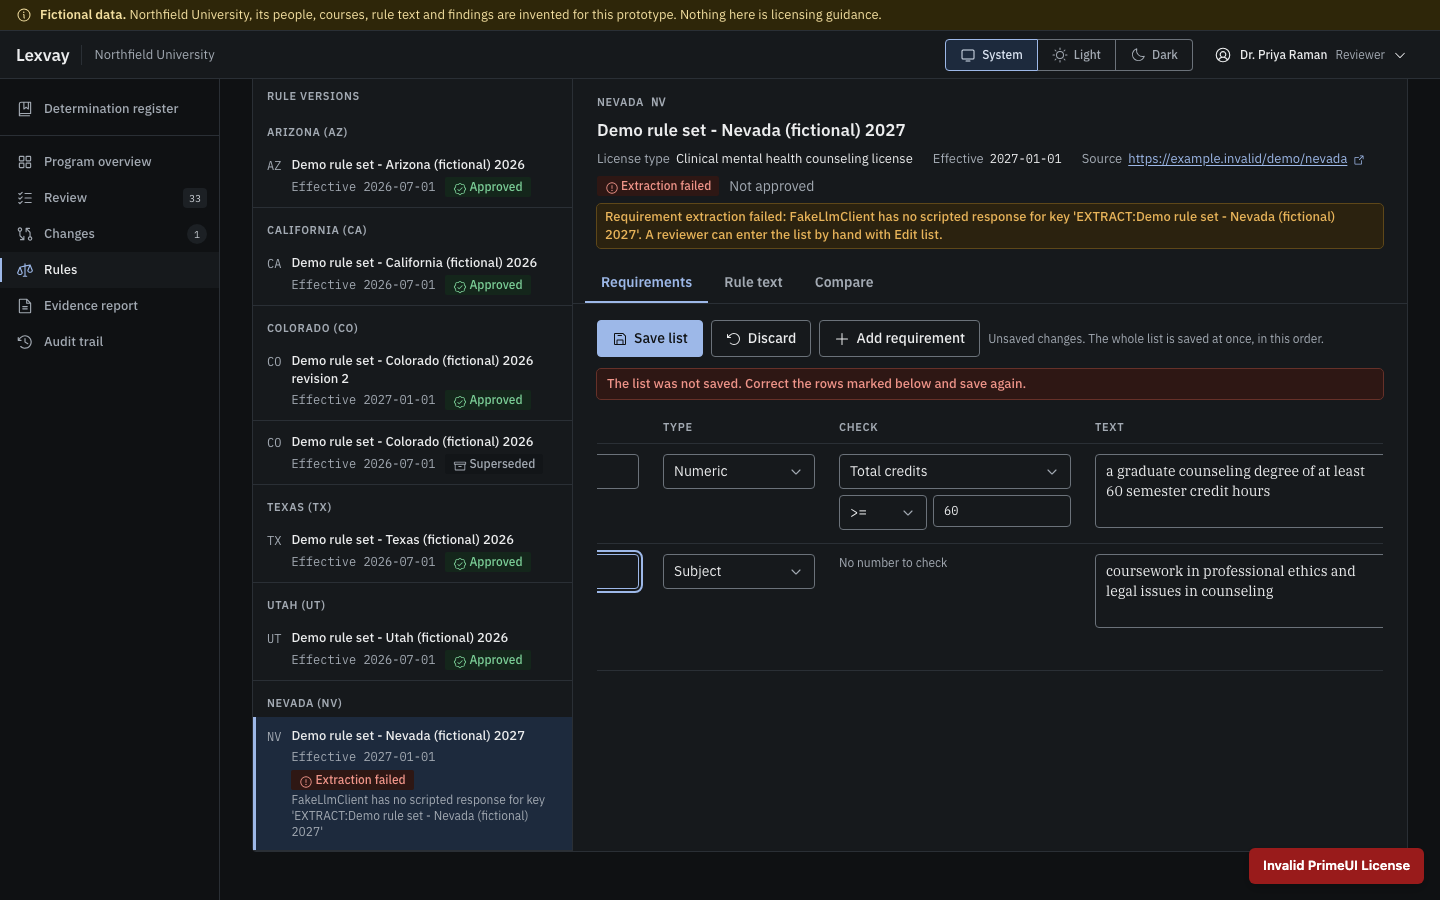 Fictional data. Northfield University, its people, courses, rule text and findings are invented for this prototype. Nothing here is licensing guidance.
Lexvay
Northfield University
System
Light
Dark
Dr. Priya Raman Reviewer
Determination register
Program overview
Review 33
Changes 1
Rules
Evidence report
Audit trail
RULE VERSIONS
ARIZONA (AZ)
AZ Demo rule set - Arizona (fictional) 2026
Effective 2026-07-01 Approved
CALIFORNIA (CA)
CA Demo rule set - California (fictional) 2026
Effective 2026-07-01 Approved
COLORADO (CO)
CO Demo rule set - Colorado (fictional) 2026
revision 2
Effective 2027-01-01 Approved
CO Demo rule set - Colorado (fictional) 2026
Effective 2026-07-01 Superseded
TEXAS (TX)
TX Demo rule set - Texas (fictional) 2026
Effective 2026-07-01 Approved
UTAH (UT)
UT Demo rule set - Utah (fictional) 2026
Effective 2026-07-01 Approved
NEVADA (NV)
NV Demo rule set - Nevada (fictional) 2027
Effective 2027-01-01
Extraction failed
FakeLlmClient has no scripted response for key
'EXTRACT:Demo rule set - Nevada (fictional)
2027'
NEVADA NV
Demo rule set - Nevada (fictional) 2027
License type Clinical mental health counseling license Effective 2027-01-01 Source https://example.invalid/demo/nevada
Extraction failed Not approved
Requirement extraction failed: FakeLlmClient has no scripted response for key 'EXTRACT:Demo rule set - Nevada (fictional)
2027'. A reviewer can enter the list by hand with Edit list.
Requirements Rule text Compare
Save list Discard Add requirement Unsaved changes. The whole list is saved at once, in this order.
The list was not saved. Correct the rows marked below and save again.
TYPE CHECK TEXT
Numeric
Total credits
>= 60
a graduate counseling degree of at least
60 semester credit hours
Subject
No number to check
coursework in professional ethics and
legal issues in counseling
Invalid PrimeUI License